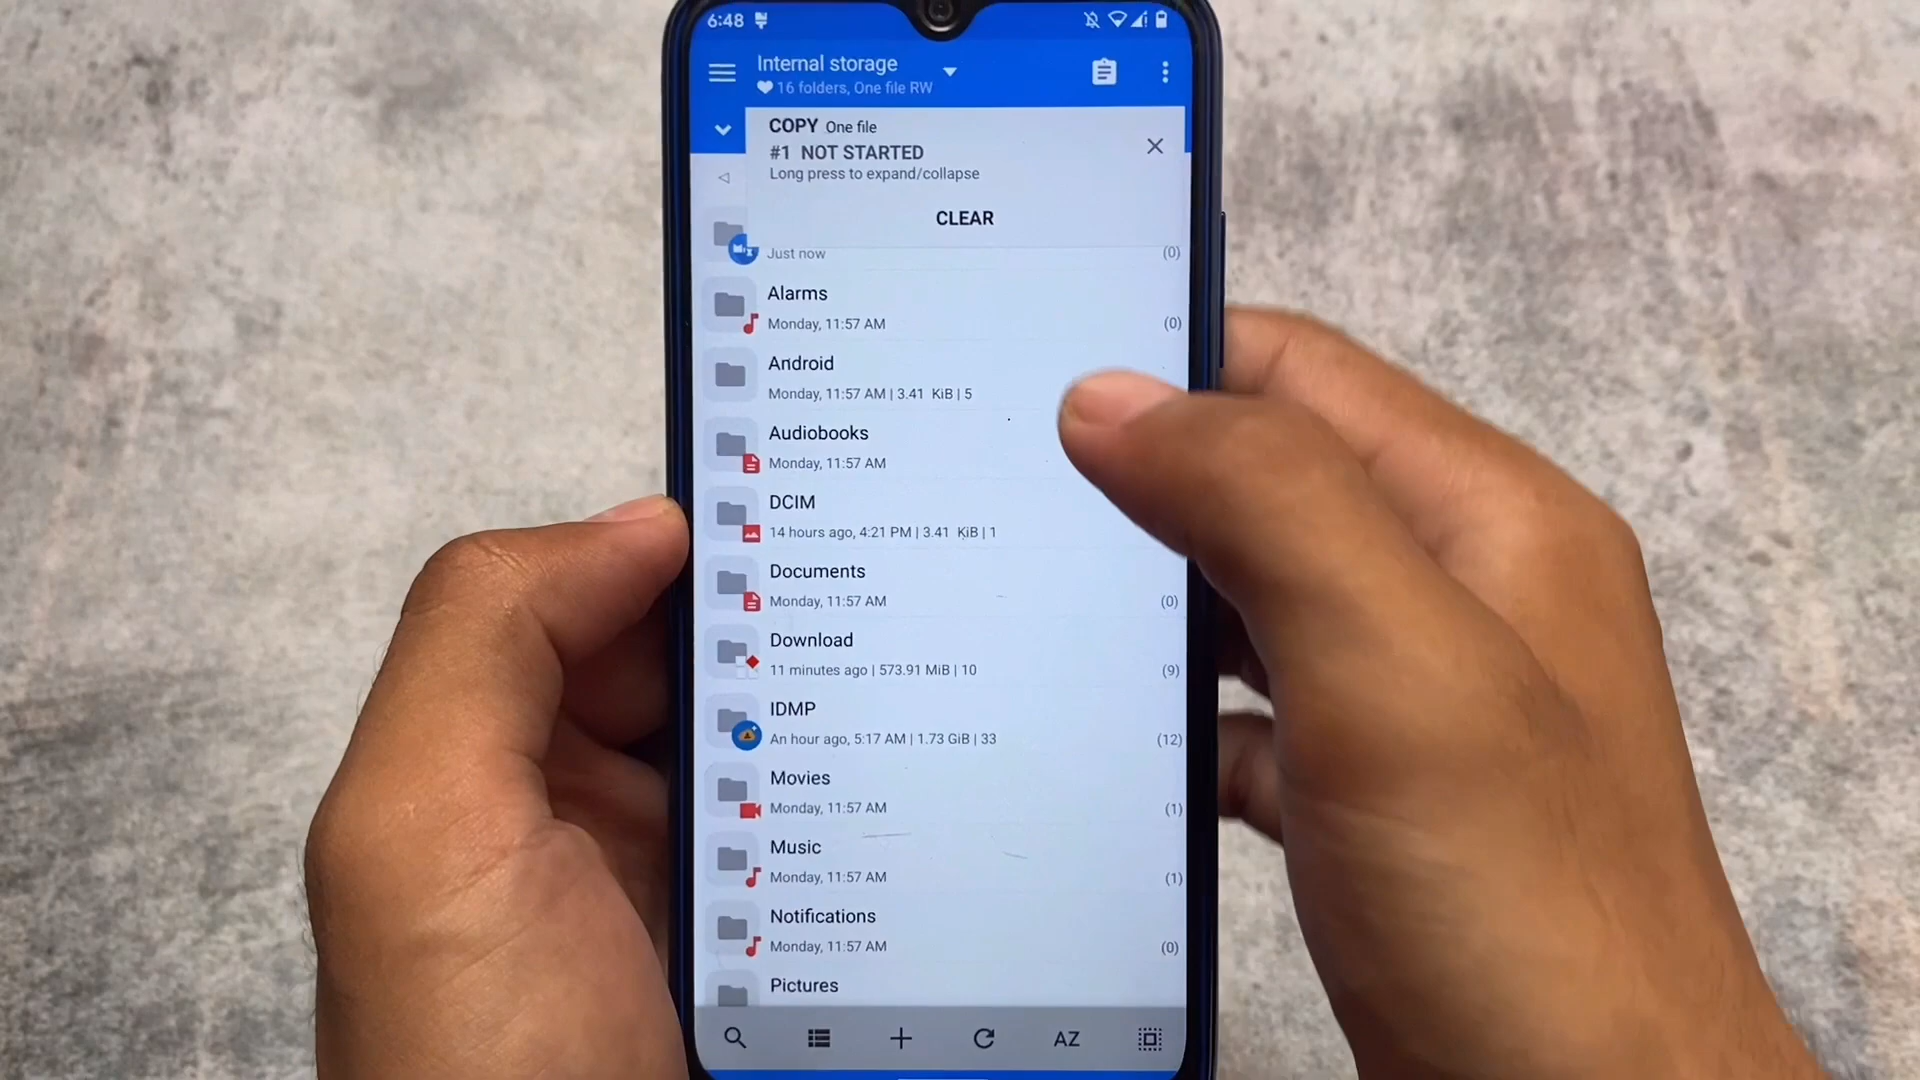 6:48
Internal storage
16 folders, One file RW
COPY One file
#1 NOT STARTED
Long press to expand/collapse
CLEAR
Just now (0)
Alarms
Monday, 11:57 AM (0)
Android
Monday, 11:57 AM | 3.41 KiB | 5
Audiobooks
Monday, 11:57 AM
DCIM
14 hours ago, 4:21 PM | 3.41 KiB | 1
Documents
Monday, 11:57 AM (0)
Download
11 minutes ago | 573.91 MiB | 10 (9)
IDMP
An hour ago, 5:17 AM | 1.73 GiB | 33 (12)
Movies
Monday, 11:57 AM (1)
Music
Monday, 11:57 AM (1)
Notifications
Monday, 11:57 AM (0)
Pictures
AZ